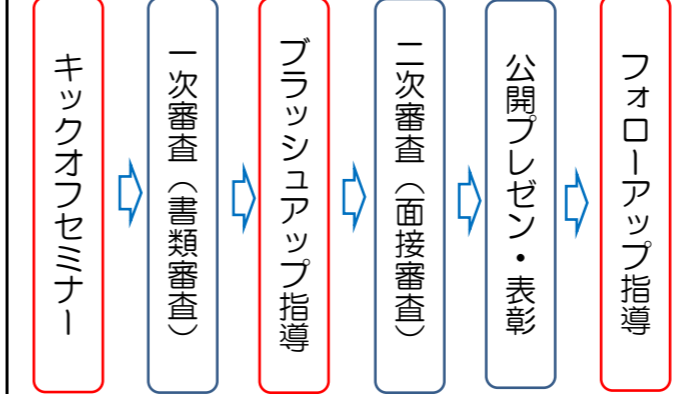 キックオフセミナー
一次審査（書類審査）
ブラッシュアップ指導
二次審査（面接審査）
公開プレゼン・表彰
フォローアップ指導